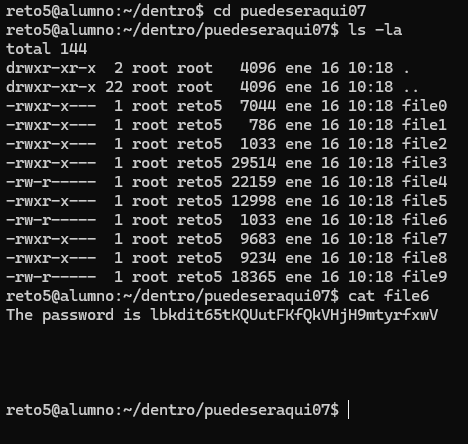 reto5@alumno:~/dentro$ cd puedeseraqui07
reto5@alumno:~/dentro/puedeseraqui07$ ls -la
total 144
drwxr-xr-x  2 root root   4096 ene 16 10:18 .
drwxr-xr-x 22 root root   4096 ene 16 10:18 ..
-rwxr-x---  1 root reto5  7044 ene 16 10:18 file0
-rwxr-x---  1 root reto5   786 ene 16 10:18 file1
-rwxr-x---  1 root reto5  1033 ene 16 10:18 file2
-rwxr-x---  1 root reto5 29514 ene 16 10:18 file3
-rw-r-----  1 root reto5 22159 ene 16 10:18 file4
-rwxr-x---  1 root reto5 12998 ene 16 10:18 file5
-rw-r-----  1 root reto5  1033 ene 16 10:18 file6
-rwxr-x---  1 root reto5  9683 ene 16 10:18 file7
-rwxr-x---  1 root reto5  9234 ene 16 10:18 file8
-rw-r-----  1 root reto5 18365 ene 16 10:18 file9
reto5@alumno:~/dentro/puedeseraqui07$ cat file6
The password is lbkdit65tKQUutFKfQkVHjH9mtyrfxwV
reto5@alumno:~/dentro/puedeseraqui07$